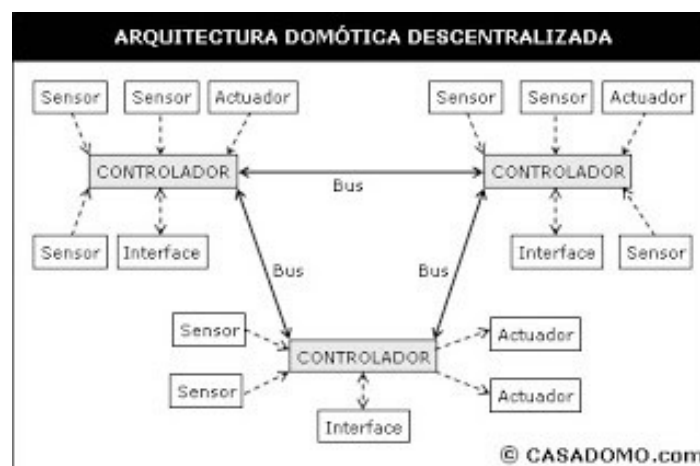 ARQUITECTURA DOMÓTICA DESCENTRALIZADA
Sensor Sensor Actuador Sensor Sensor Actuador
CONTROLADOR CONTROLADOR
Bus
Sensor Interface Interface Sensor
Bus Bus
Sensor Actuador
CONTROLADOR
Sensor Actuador
Interface
© CASADOMO.com